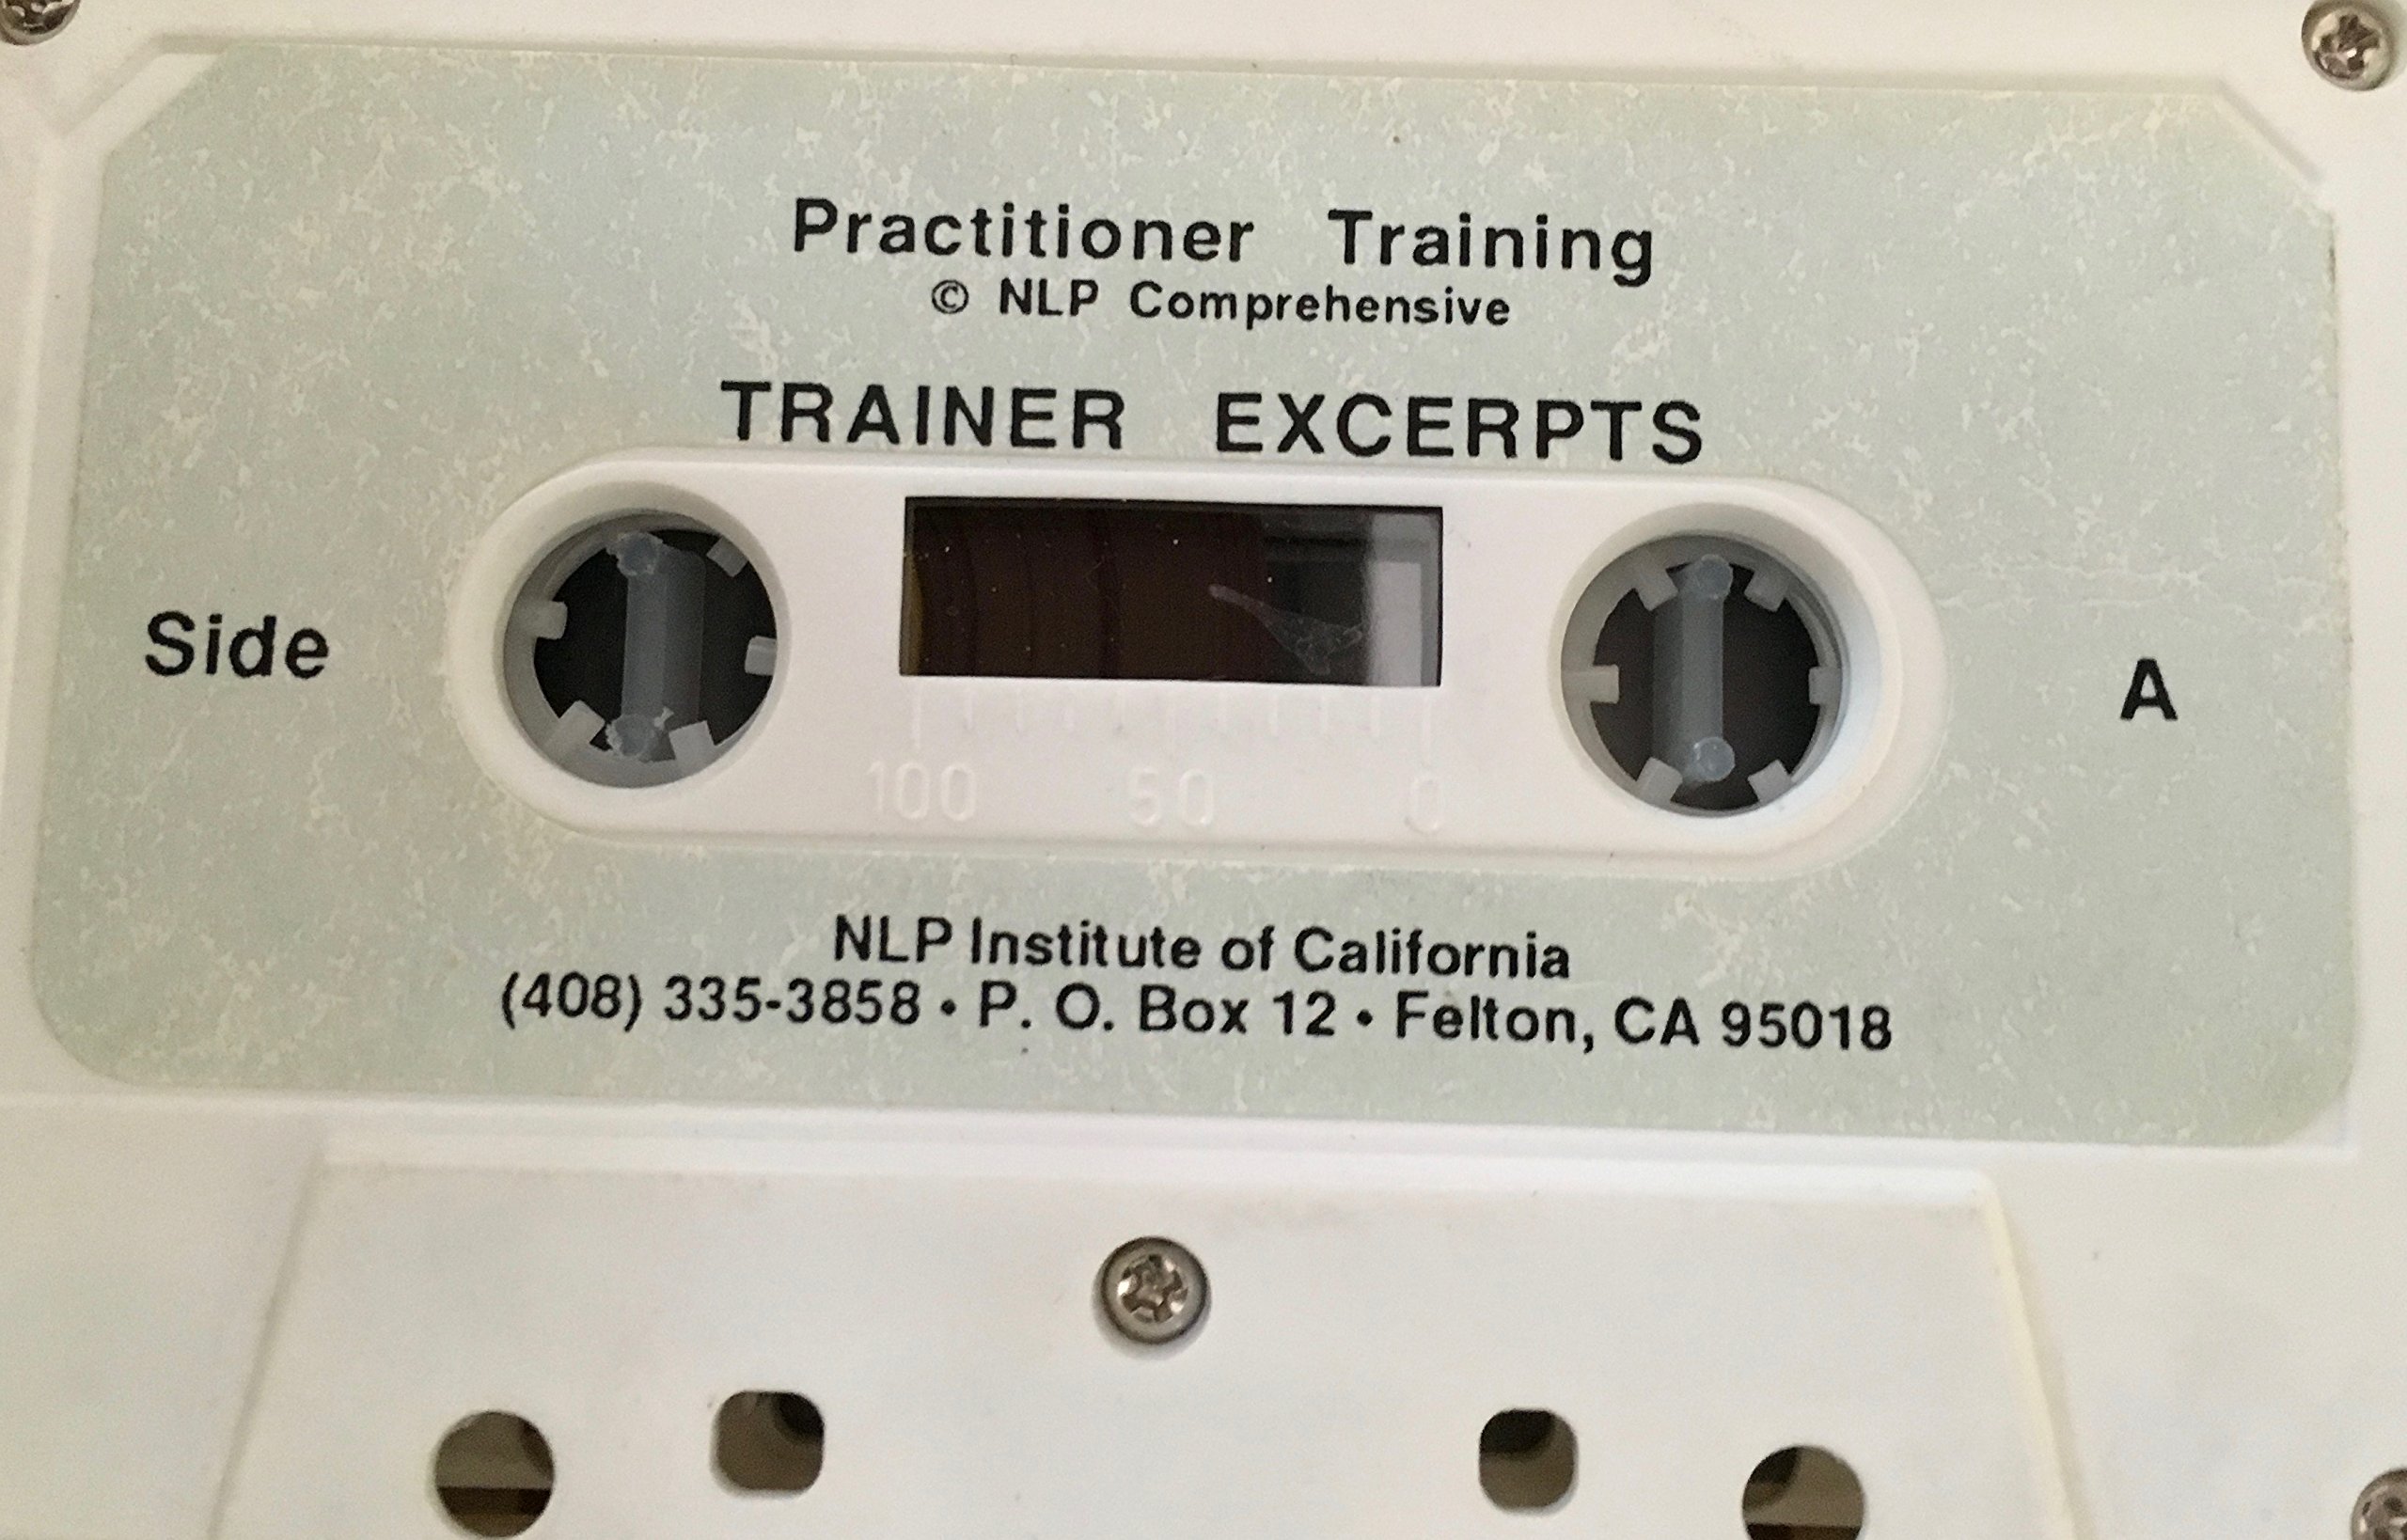 Practitioner Training
© NLP Comprehensive
TRAINER EXCERPTS
Side A
100 50 0
NLP Institute of California
(408) 335-3858 • P. O. Box 12 • Felton, CA 95018